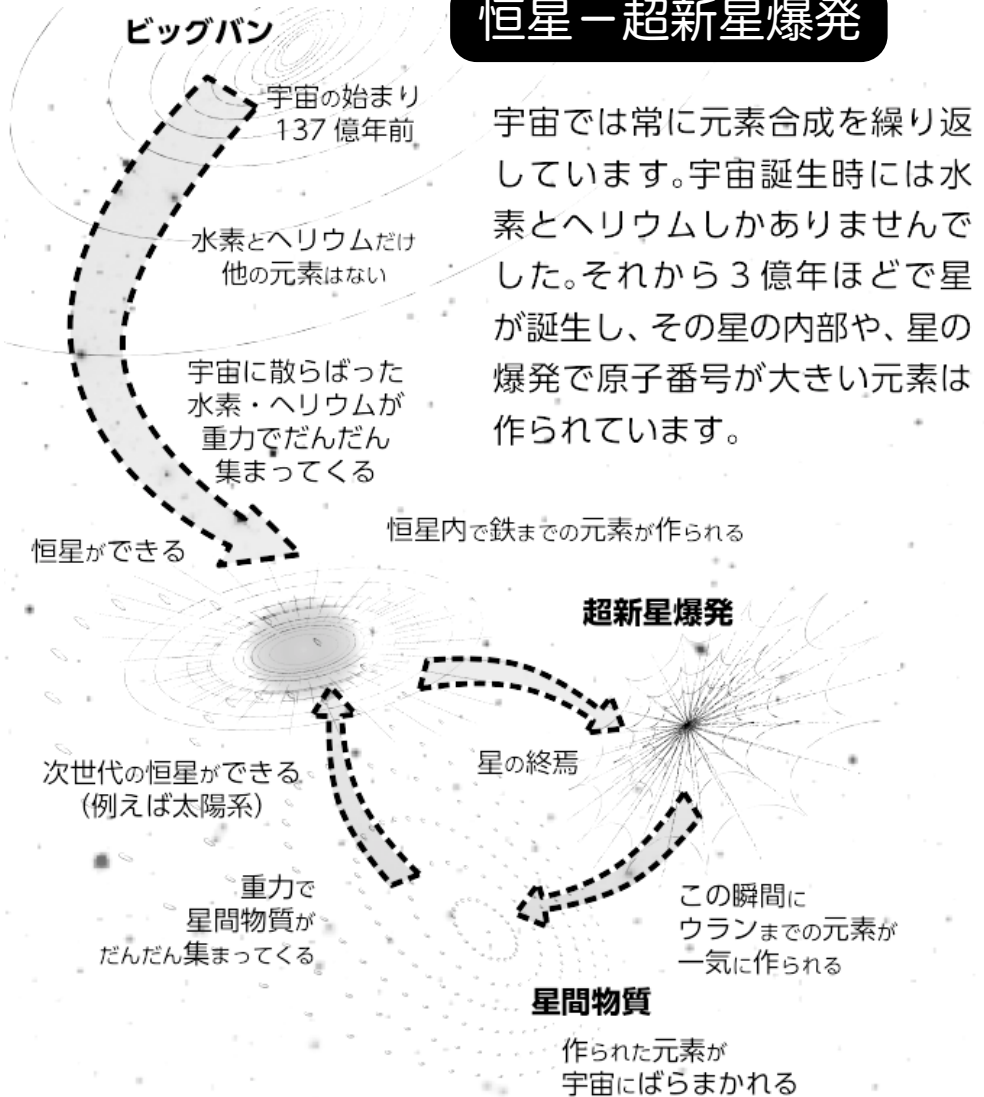 恒星－超新星爆発
ビッグバン
宇宙の始まり
137 億年前
宇宙では常に元素合成を繰り返
しています。宇宙誕生時には水
素とヘリウムしかありませんで
した。それから３億年ほどで星
が誕生し、その星の内部や、星の
爆発で原子番号が大きい元素は
作られています。
水素とヘリウムだけ
他の元素はない
宇宙に散らばった
水素・ヘリウムが
重力でだんだん
集まってくる
恒星ができる
恒星内で鉄までの元素が作られる
超新星爆発
星の終焉
次世代の恒星ができる
（例えば太陽系）
重力で
星間物質が
だんだん集まってくる
この瞬間に
ウランまでの元素が
一気に作られる
星間物質
作られた元素が
宇宙にばらまかれる